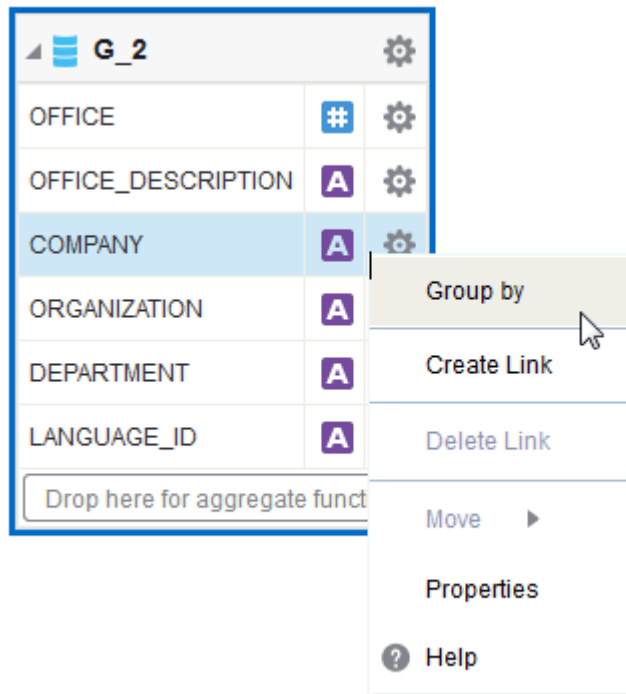 G_2
OFFICE
#
OFFICE_DESCRIPTION
A
COMPANY
A
ORGANIZATION
A
DEPARTMENT
A
LANGUAGE_ID
A
Drop here for aggregate funct
Group by
Create Link
Delete Link
Move
Properties
? Help